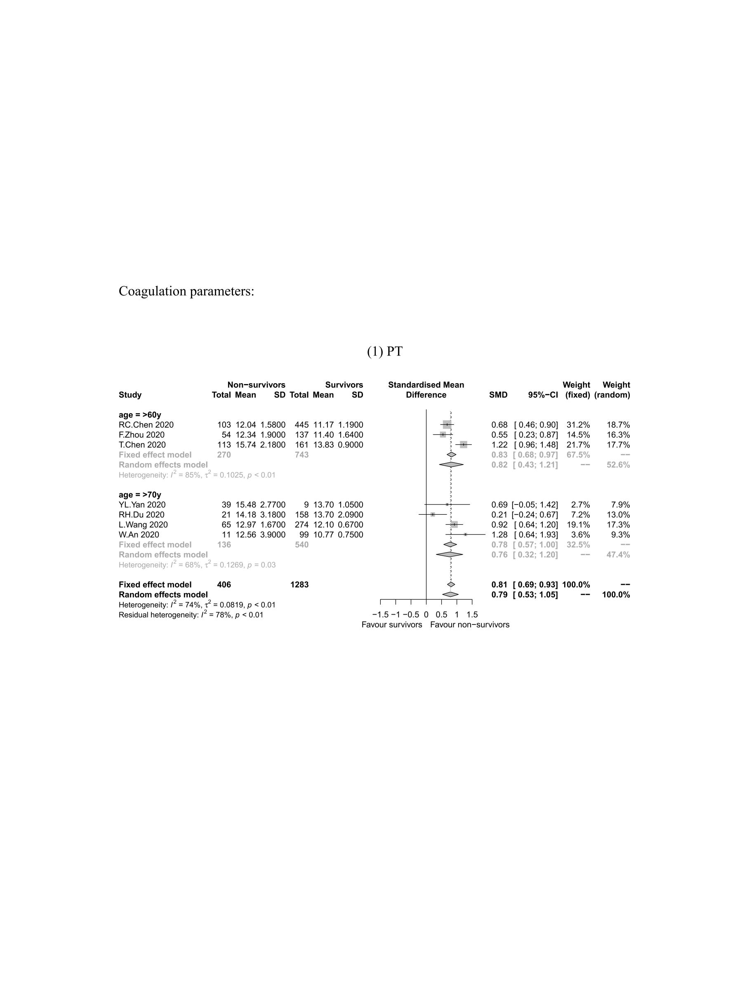 Coagulation parameters:
(1) PT
Non−survivors Survivors Standardised Mean Weight Weight
Study Total Mean SD Total Mean SD Difference SMD 95%−CI (fixed) (random)
age = >60y
RC.Chen 2020 103 12.04 1.5800 445 11.17 1.1900 0.68 [ 0.46; 0.90] 31.2% 18.7%
F.Zhou 2020 54 12.34 1.9000 137 11.40 1.6400 0.55 [ 0.23; 0.87] 14.5% 16.3%
T.Chen 2020 113 15.74 2.1800 161 13.83 0.9000 1.22 [ 0.96; 1.48] 21.7% 17.7%
Fixed effect model 270 743 0.83 [ 0.68; 0.97] 67.5% −−
Random effects model 0.82 [ 0.43; 1.21] −− 52.6%
Heterogeneity: I² = 85%, τ² = 0.1025, p < 0.01
age = >70y
YL.Yan 2020 39 15.48 2.7700 9 13.70 1.0500 0.69 [−0.05; 1.42] 2.7% 7.9%
RH.Du 2020 21 14.18 3.1800 158 13.70 2.0900 0.21 [−0.24; 0.67] 7.2% 13.0%
L.Wang 2020 65 12.97 1.6700 274 12.10 0.6700 0.92 [ 0.64; 1.20] 19.1% 17.3%
W.An 2020 11 12.56 3.9000 99 10.77 0.7500 1.28 [ 0.64; 1.93] 3.6% 9.3%
Fixed effect model 136 540 0.78 [ 0.57; 1.00] 32.5% −−
Random effects model 0.76 [ 0.32; 1.20] −− 47.4%
Heterogeneity: I² = 68%, τ² = 0.1269, p = 0.03
Fixed effect model 406 1283 0.81 [ 0.69; 0.93] 100.0% −−
Random effects model 0.79 [ 0.53; 1.05] −− 100.0%
Heterogeneity: I² = 74%, τ² = 0.0819, p < 0.01
Residual heterogeneity: I² = 78%, p < 0.01
−1.5 −1 −0.5 0 0.5 1 1.5
Favour survivors Favour non−survivors